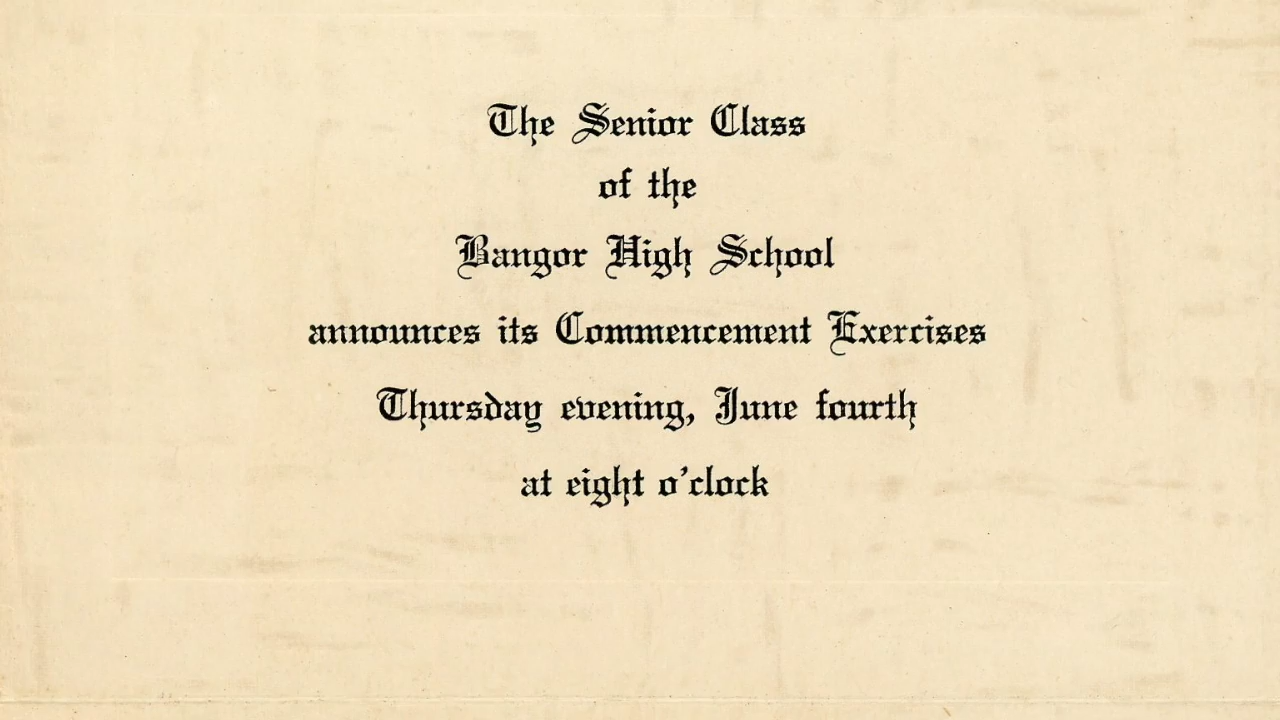 The Senior Class
of the
Bangor High School
announces its Commencement Exercises
Thursday evening, June fourth
at eight o'clock